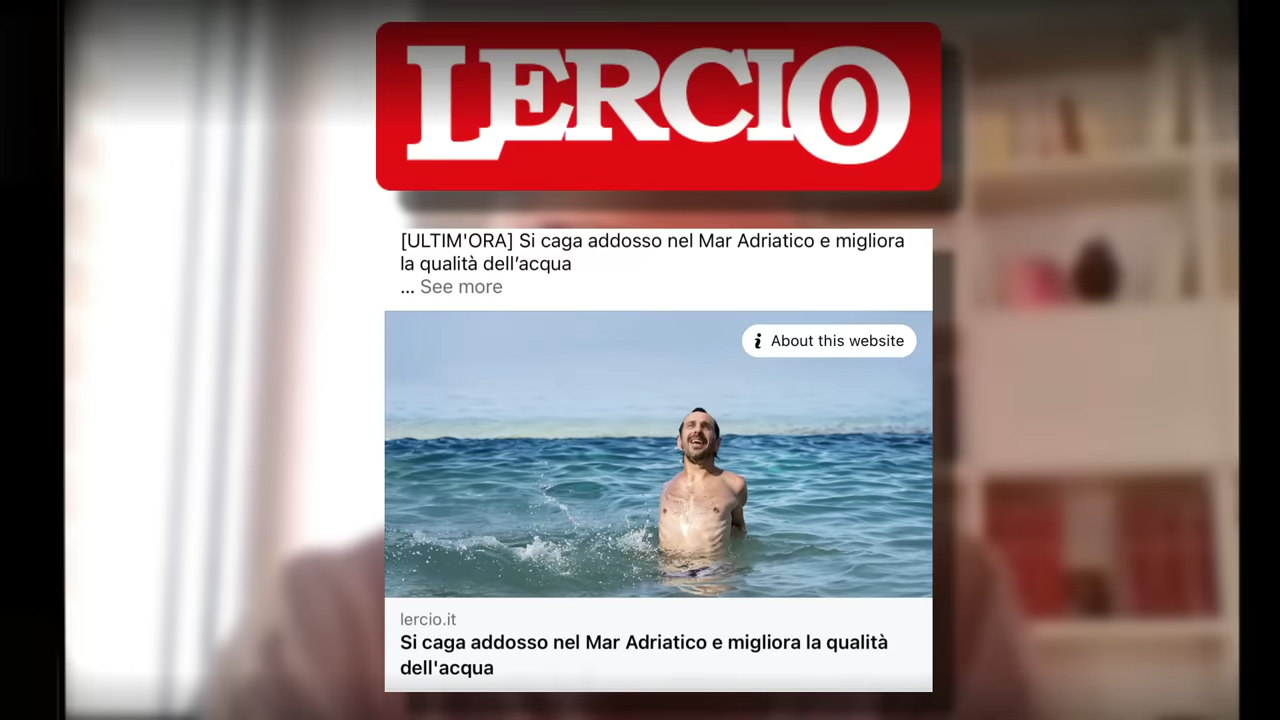 LERCIO
[ULTIM'ORA] Si caga addosso nel Mar Adriatico e migliora
la qualità dell’acqua
... See more
i About this website
lercio.it
Si caga addosso nel Mar Adriatico e migliora la qualità
dell'acqua